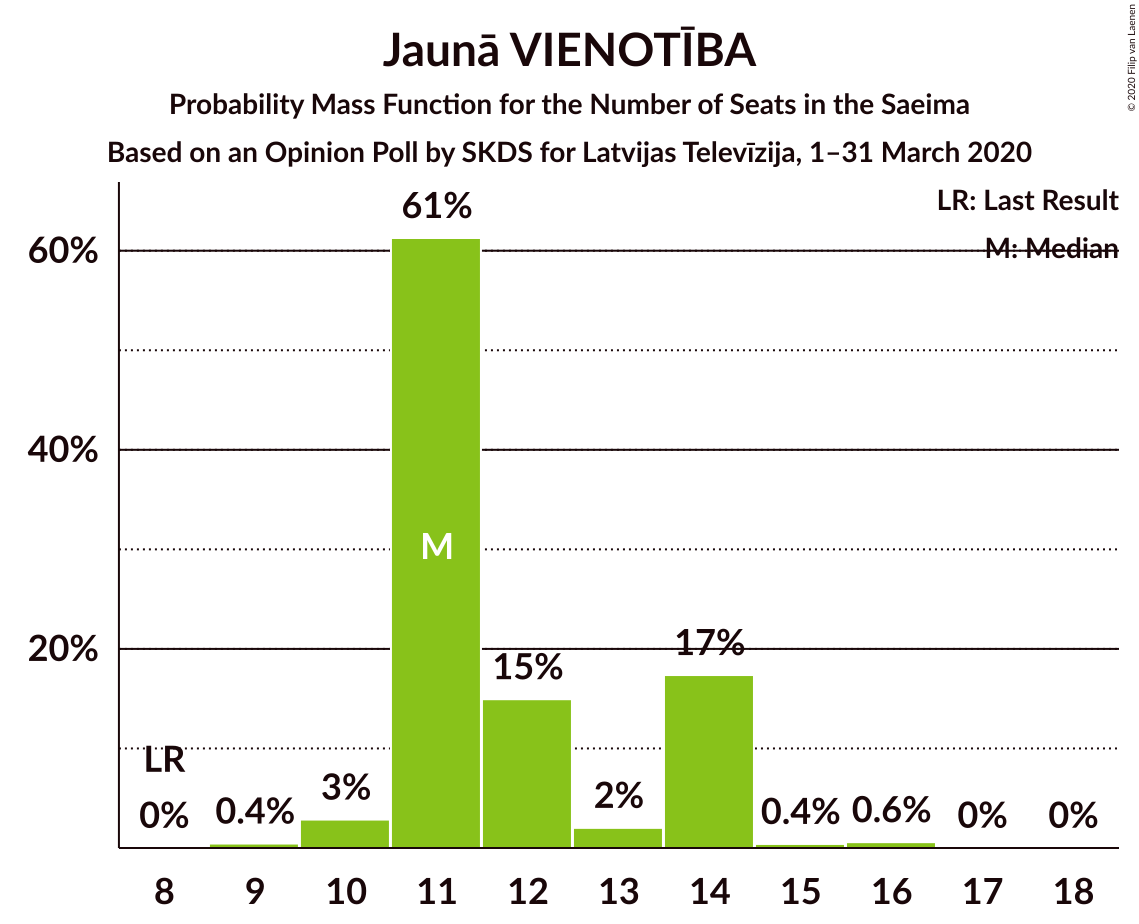 Jaunā VIENOTĪBA
Probability Mass Function for the Number of Seats in the Saeima
Based on an Opinion Poll by SKDS for Latvijas Televīzija, 1–31 March 2020
© 2020 Filip van Laenen
LR: Last Result
M: Median
60%
40%
20%
LR
0%
0.4%
3%
61%
M
15%
2%
17%
0.4%
0.6%
0%
0%
8 9 10 11 12 13 14 15 16 17 18